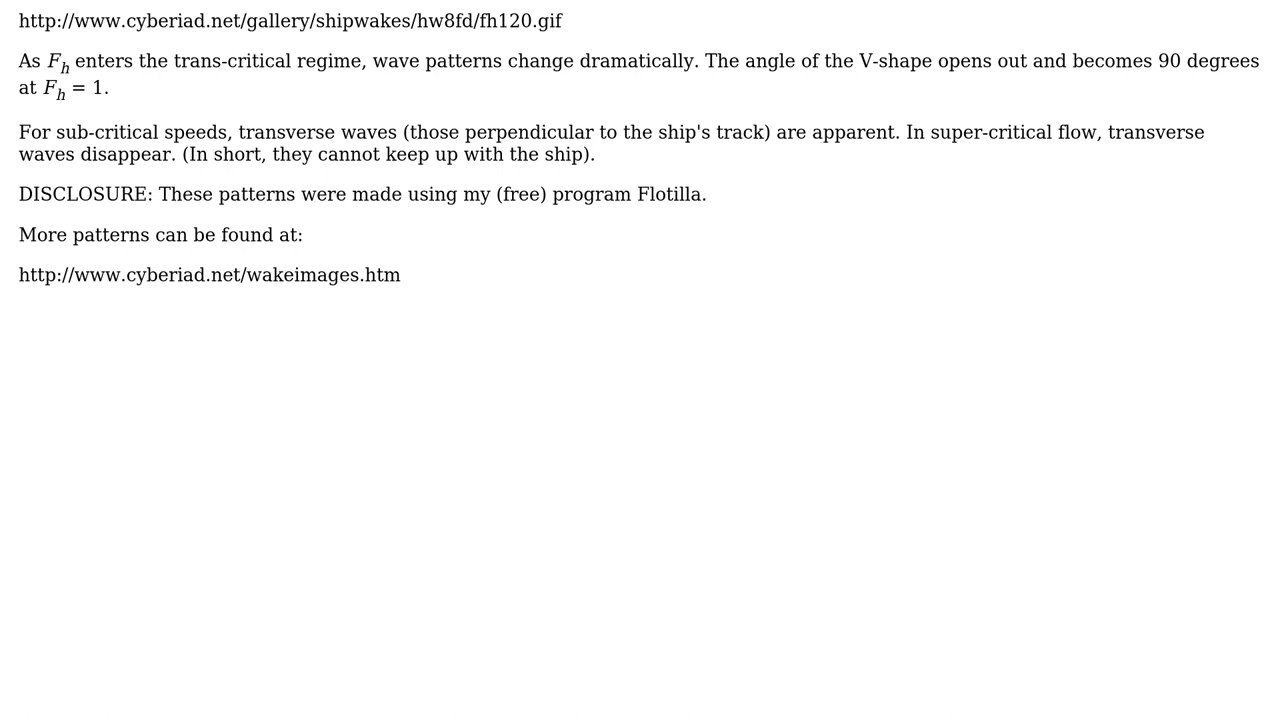 http://www.cyberiad.net/gallery/shipwakes/hw8fd/fh120.gif
As F_h enters the trans-critical regime, wave patterns change dramatically. The angle of the V-shape opens out and becomes 90 degrees
at F_h = 1.
For sub-critical speeds, transverse waves (those perpendicular to the ship's track) are apparent. In super-critical flow, transverse
waves disappear. (In short, they cannot keep up with the ship).
DISCLOSURE: These patterns were made using my (free) program Flotilla.
More patterns can be found at:
http://www.cyberiad.net/wakeimages.htm